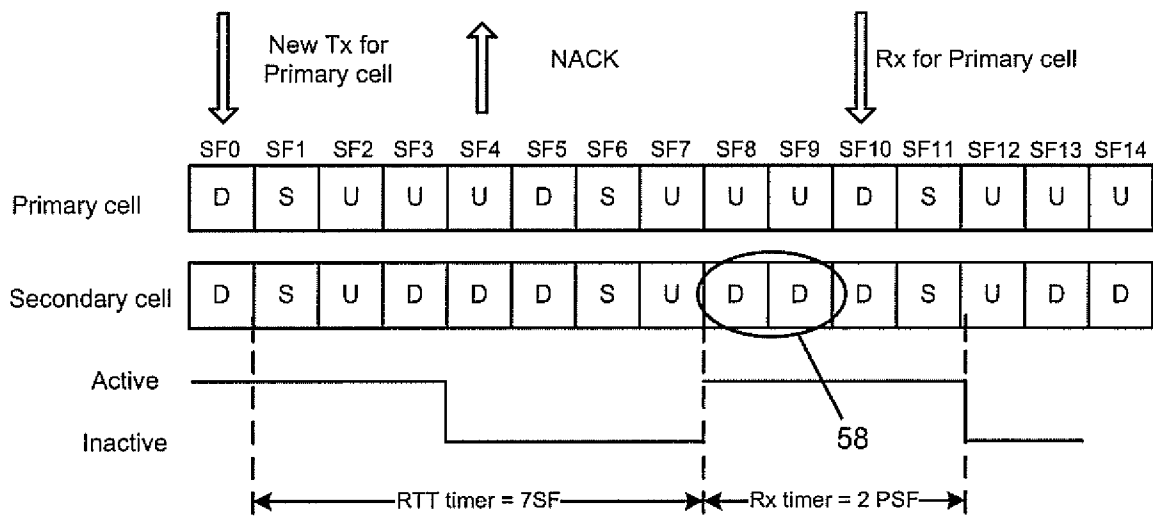 New Tx for
Primary cell
NACK
Rx for Primary cell
SF0 SF1 SF2 SF3 SF4 SF5 SF6 SF7 SF8 SF9 SF10 SF11 SF12 SF13 SF14
Primary cell D S U U U D S U U U D S U U U
Secondary cell D S U D D D S U D D D S U D D
Active
Inactive
58
RTT timer = 7SF
Rx timer = 2 PSF